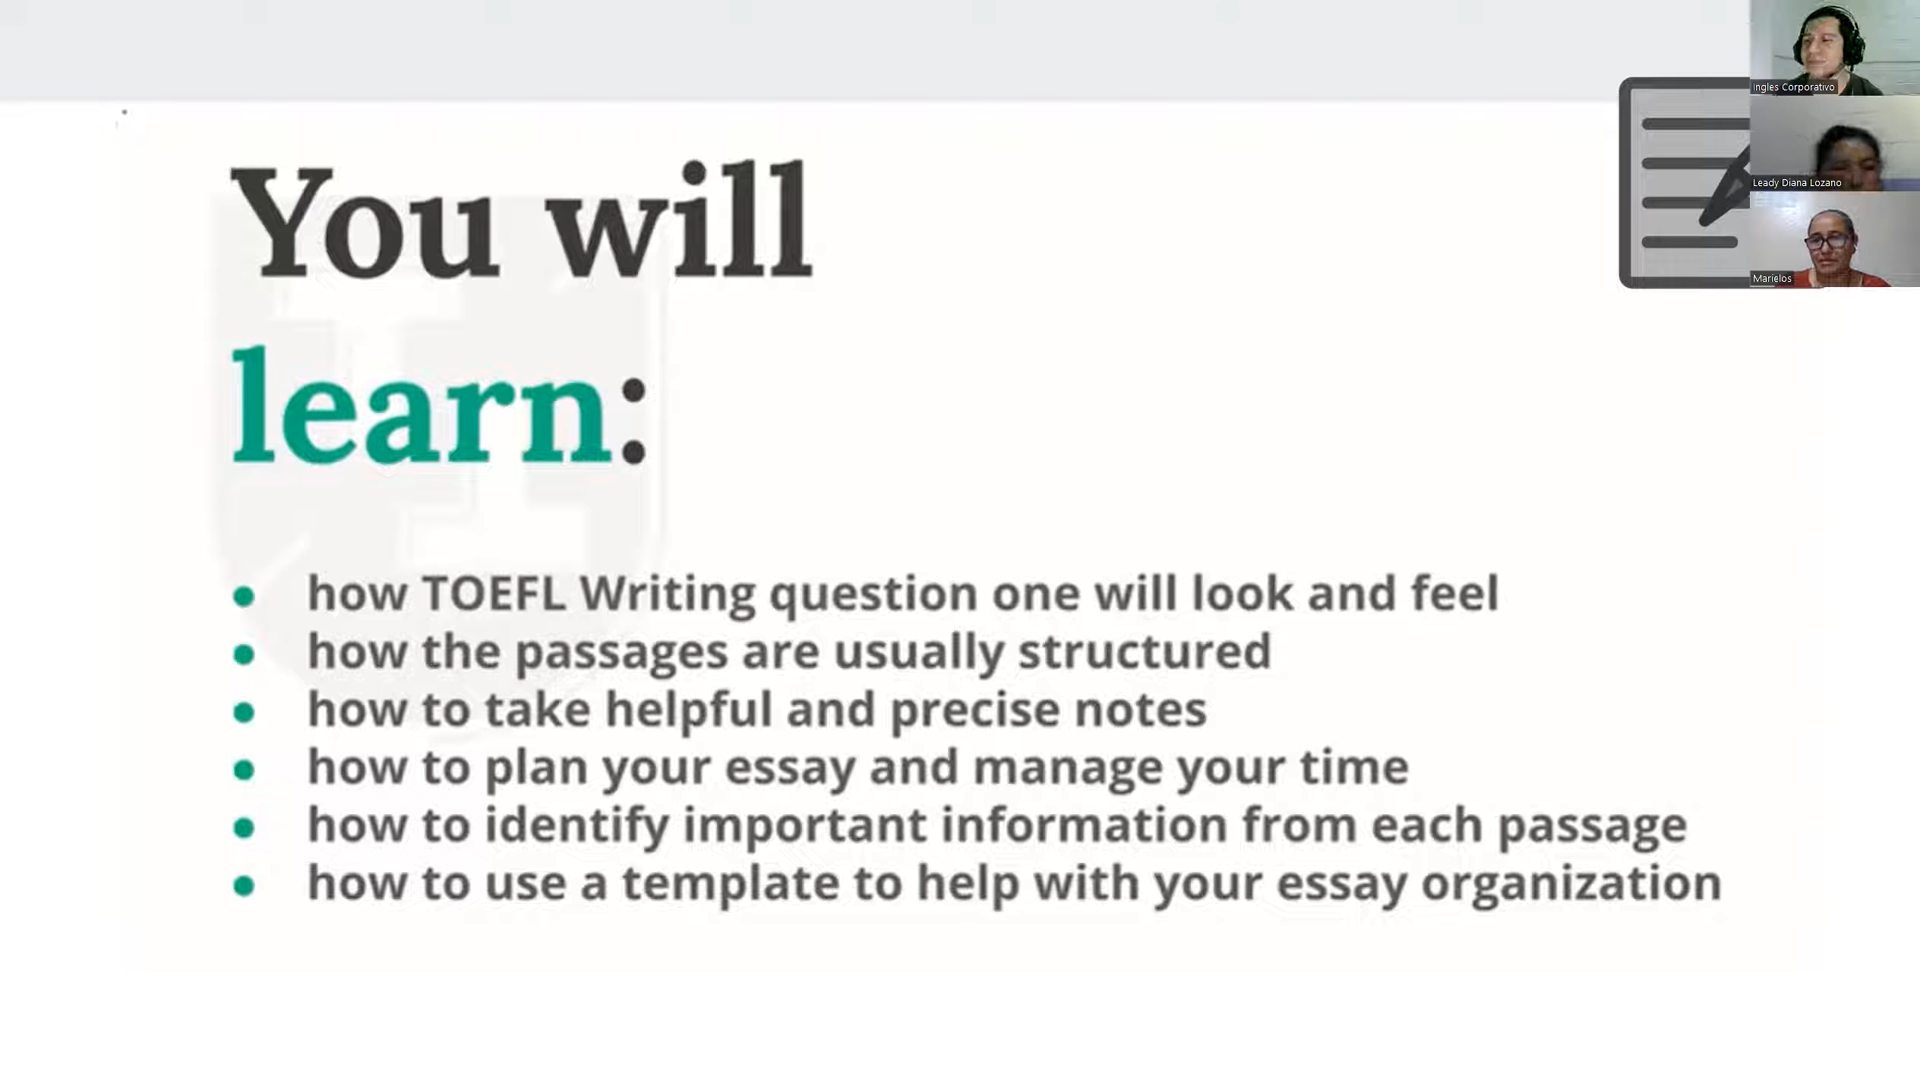 You will
learn:
how TOEFL Writing question one will look and feel
how the passages are usually structured
how to take helpful and precise notes
how to plan your essay and manage your time
how to identify important information from each passage
how to use a template to help with your essay organization
Ingles Corporativo
Leady Diana Lozano
Marielos